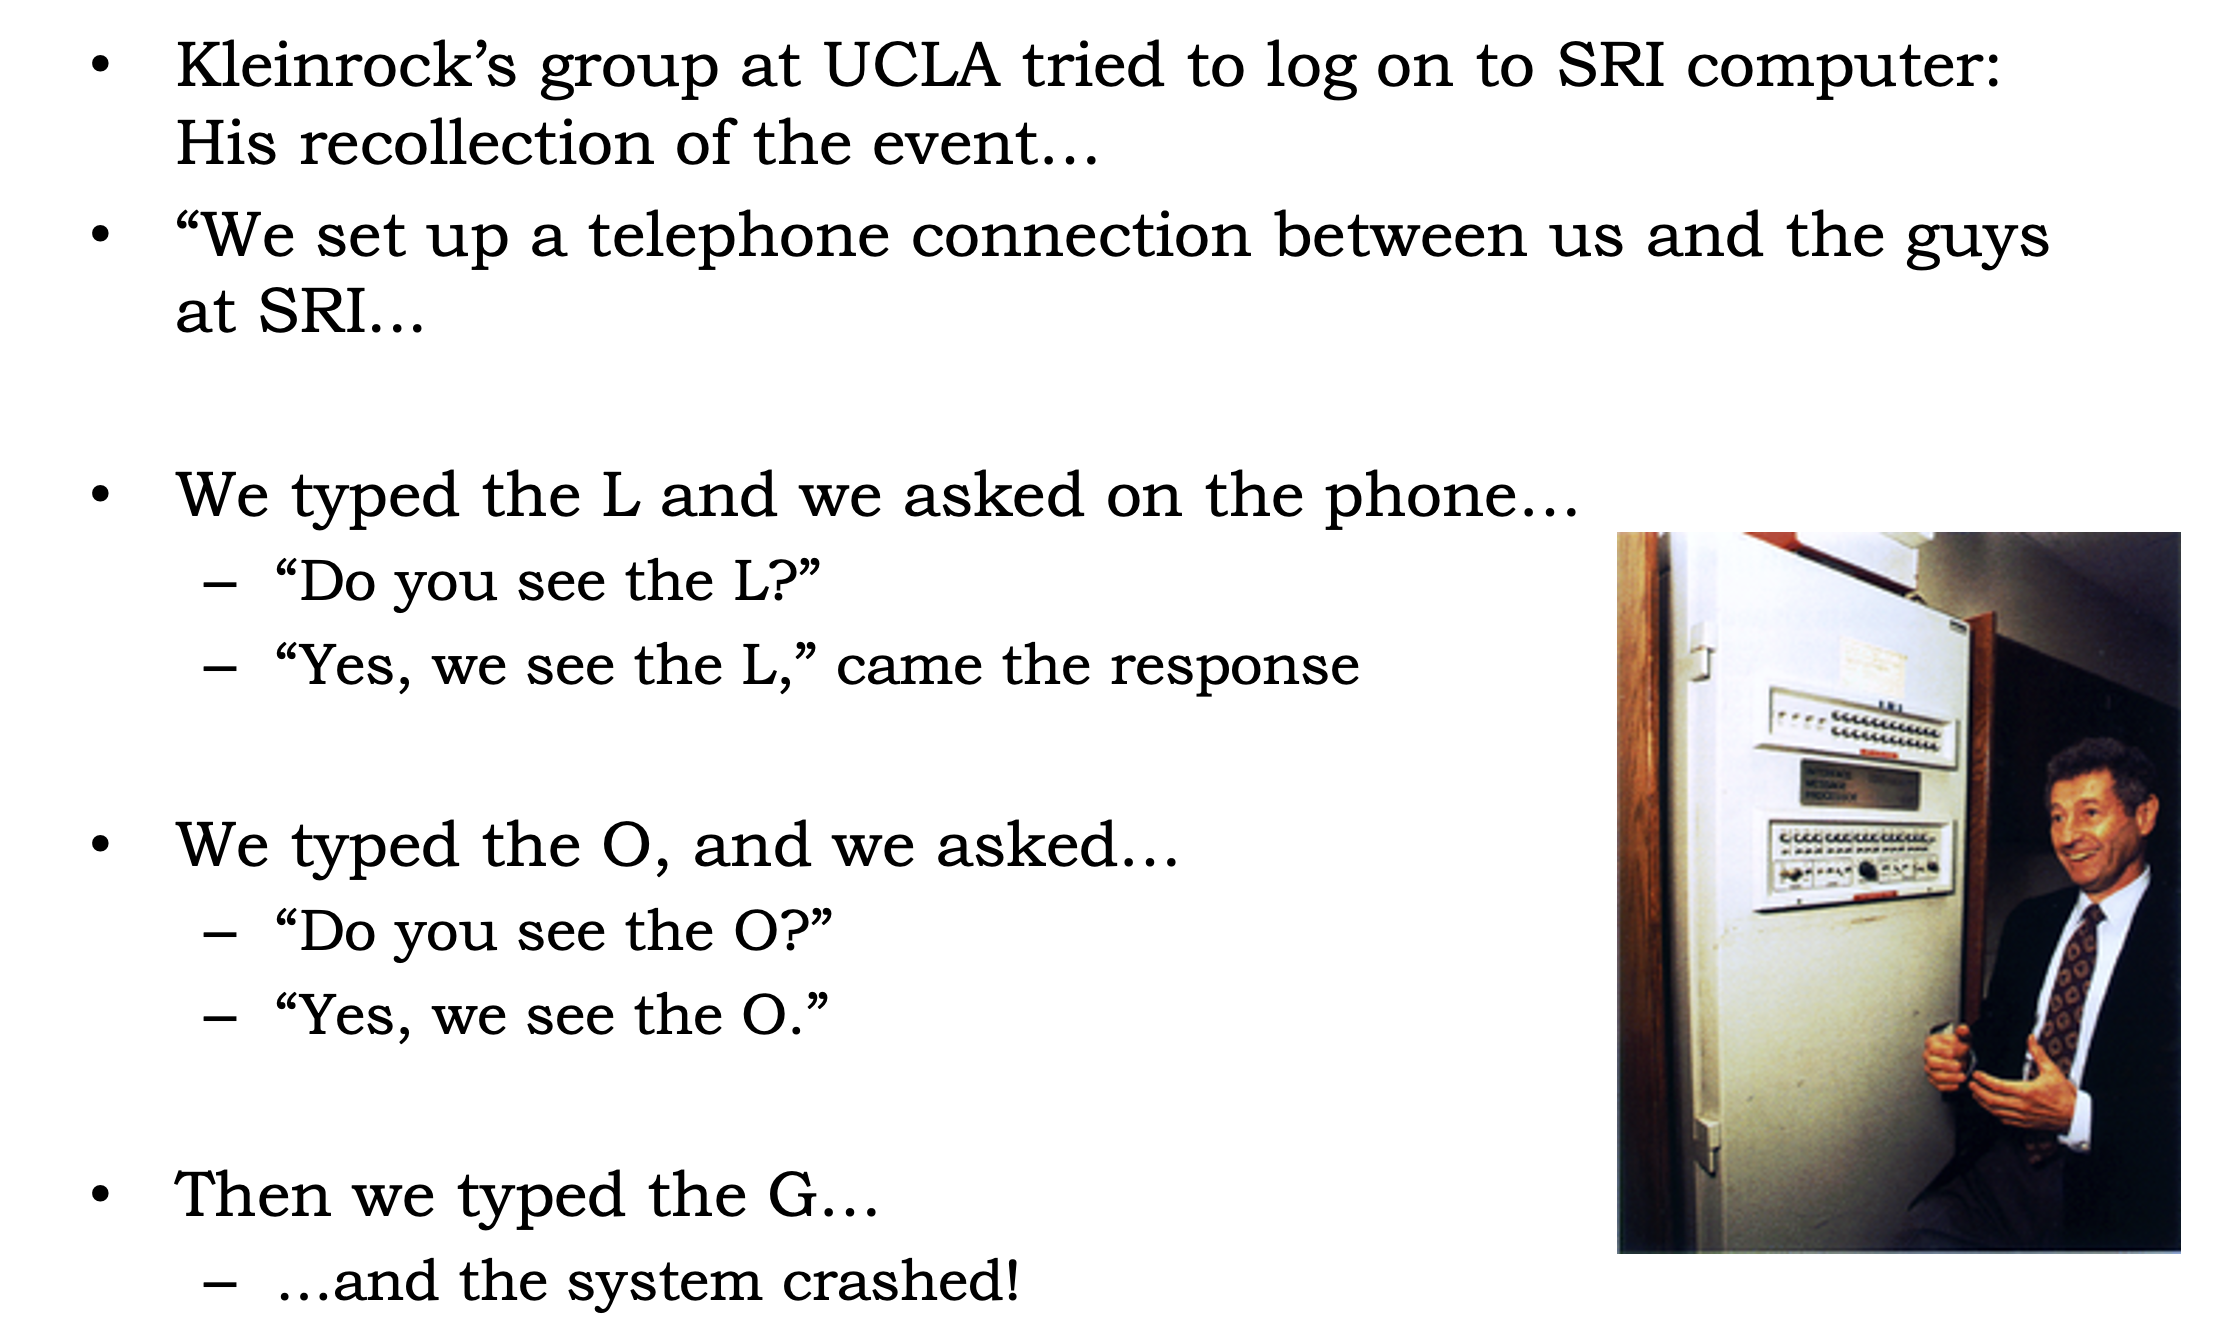 • Kleinrock’s group at UCLA tried to log on to SRI computer:
His recollection of the event…
• “We set up a telephone connection between us and the guys
at SRI…
• We typed the L and we asked on the phone…
– “Do you see the L?”
– “Yes, we see the L,” came the response
• We typed the O, and we asked…
– “Do you see the O?”
– “Yes, we see the O.”
• Then we typed the G…
– …and the system crashed!
INTERFACE
MESSAGE
PROCESSOR